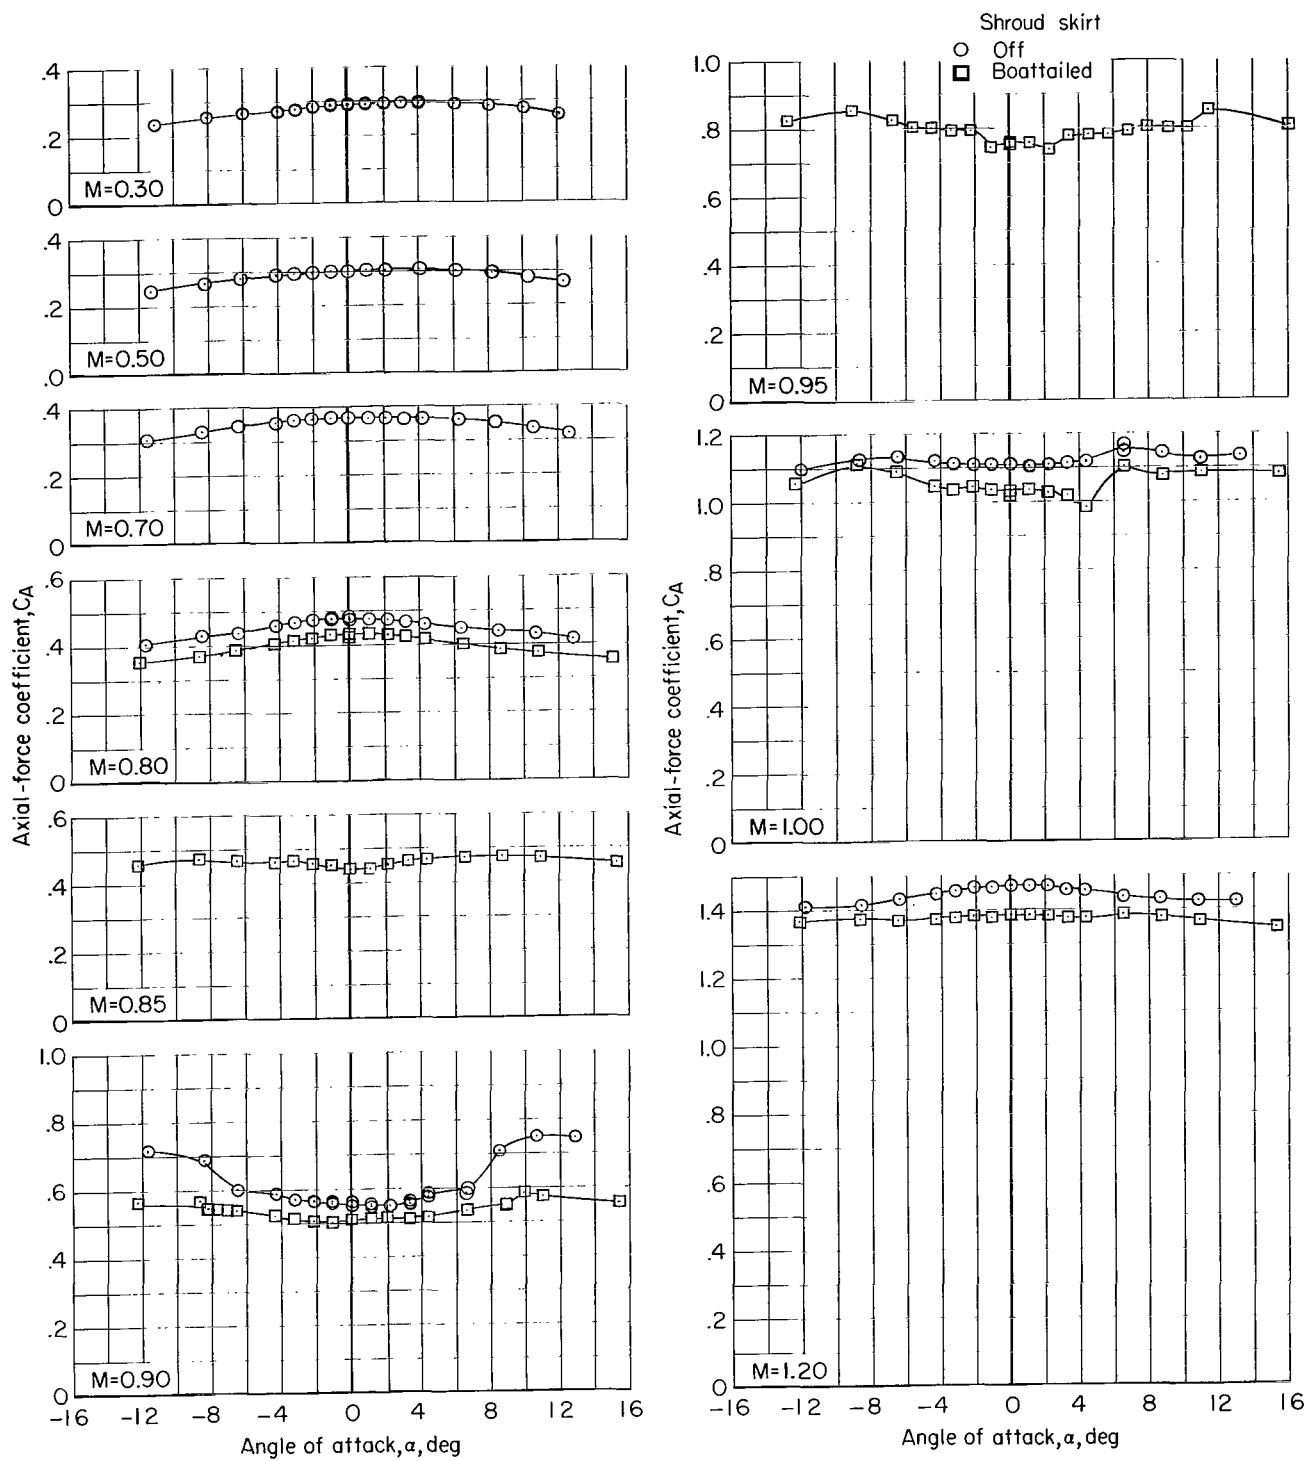 Shroud skirt
Off
Boattailed
.4
.2
0
M=0.30
.4
.2
.0
M=0.50
.4
.2
0
M=0.70
.6
.4
.2
0
M=0.80
.6
.4
.2
0
M=0.85
1.0
.8
.6
.4
.2
0
M=0.90
-16 -12 -8 -4 0 4 8 12 16
Angle of attack, α, deg
Axial-force coefficient, CA
1.0
.8
.6
.4
.2
0
M=0.95
1.2
1.0
.8
.6
.4
.2
0
M=1.00
1.4
1.2
1.0
.8
.6
.4
.2
0
M=1.20
-16 -12 -8 -4 0 4 8 12 16
Angle of attack, α, deg
Axial-force coefficient, CA